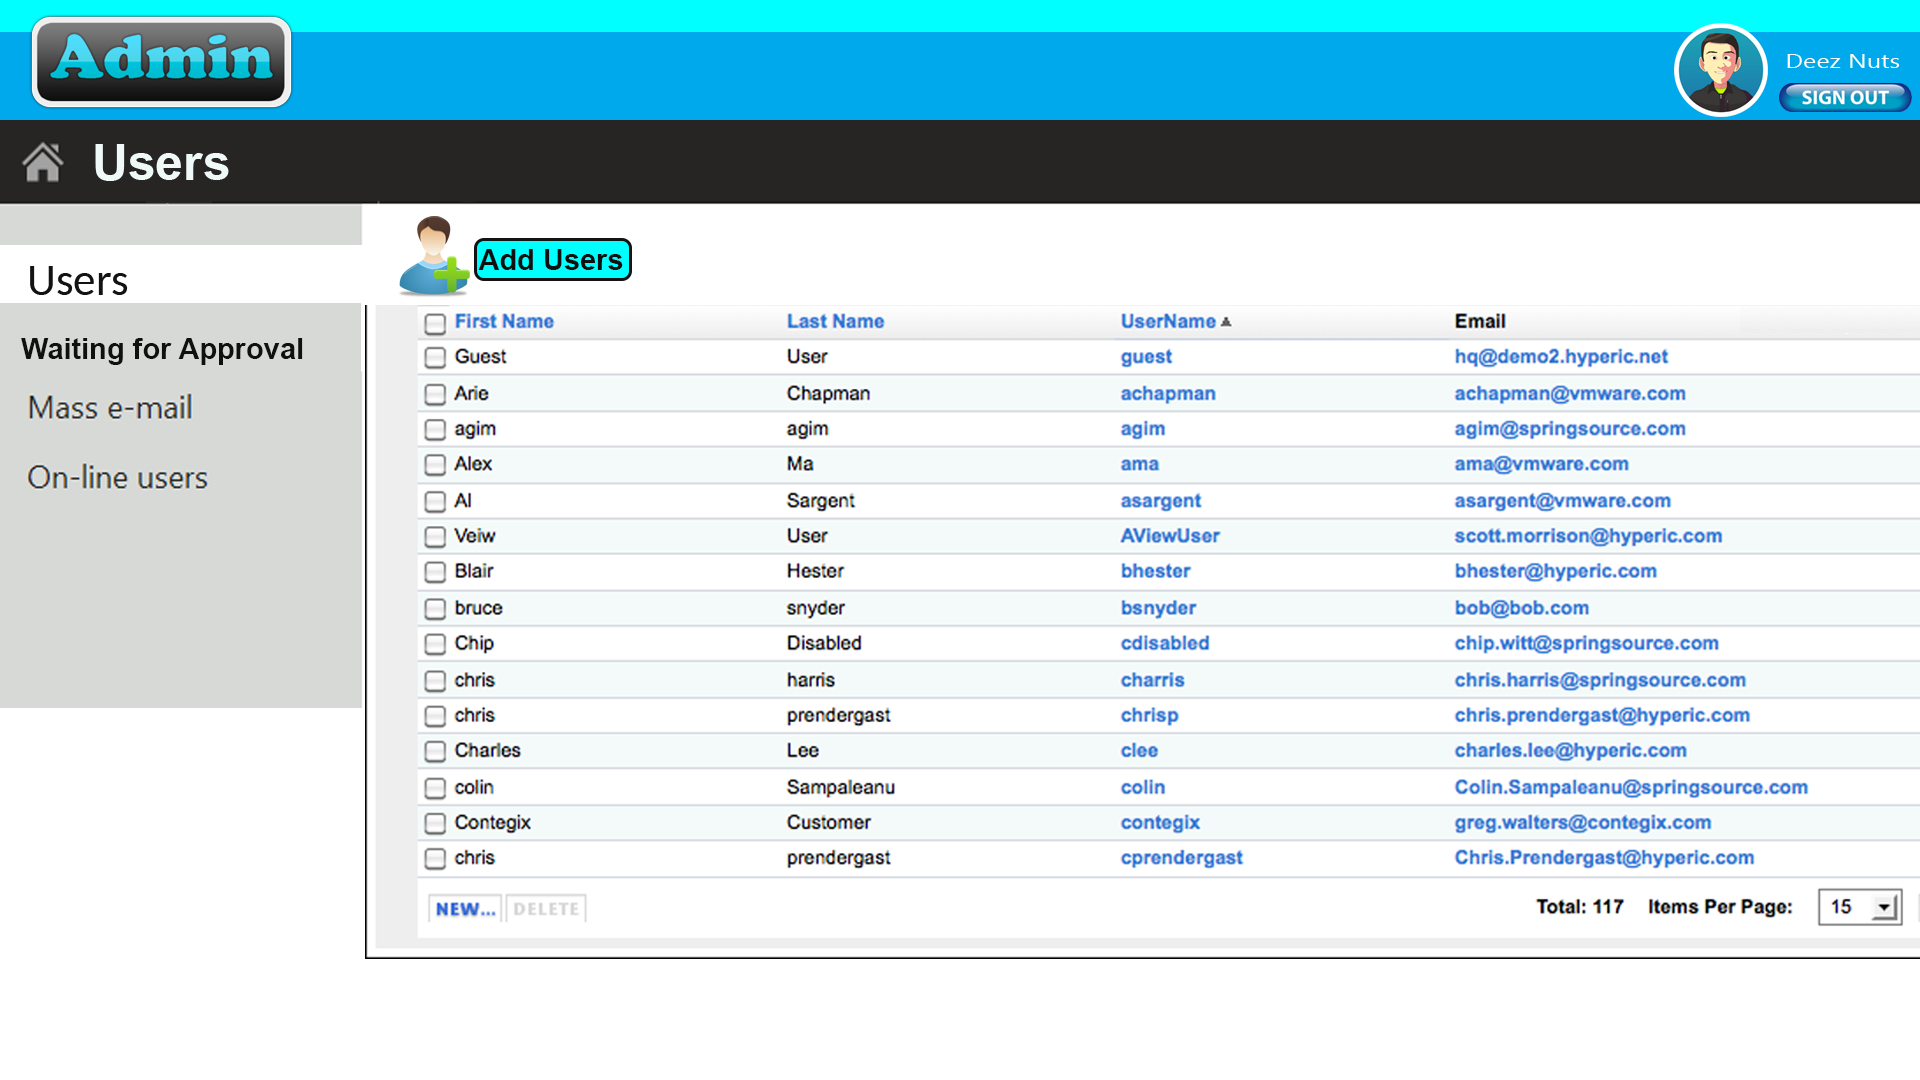 Admin
Deez Nuts
SIGN OUT
Users
Users
Waiting for Approval
Mass e-mail
On-line users
Add Users
First Name Last Name UserName Email
Guest User guest hq@demo2.hyperic.net
Arie Chapman achapman achapman@vmware.com
agim agim agim agim@springsource.com
Alex Ma ama ama@vmware.com
Al Sargent asargent asargent@vmware.com
Veiw User AViewUser scott.morrison@hyperic.com
Blair Hester bhester bhester@hyperic.com
bruce snyder bsnyder bob@bob.com
Chip Disabled cdisabled chip.witt@springsource.com
chris harris charris chris.harris@springsource.com
chris prendergast chrisp chris.prendergast@hyperic.com
Charles Lee clee charles.lee@hyperic.com
colin Sampaleanu colin Colin.Sampaleanu@springsource.com
Contegix Customer contegix greg.walters@contegix.com
chris prendergast cprendergast Chris.Prendergast@hyperic.com
NEW... DELETE Total: 117 Items Per Page: 15